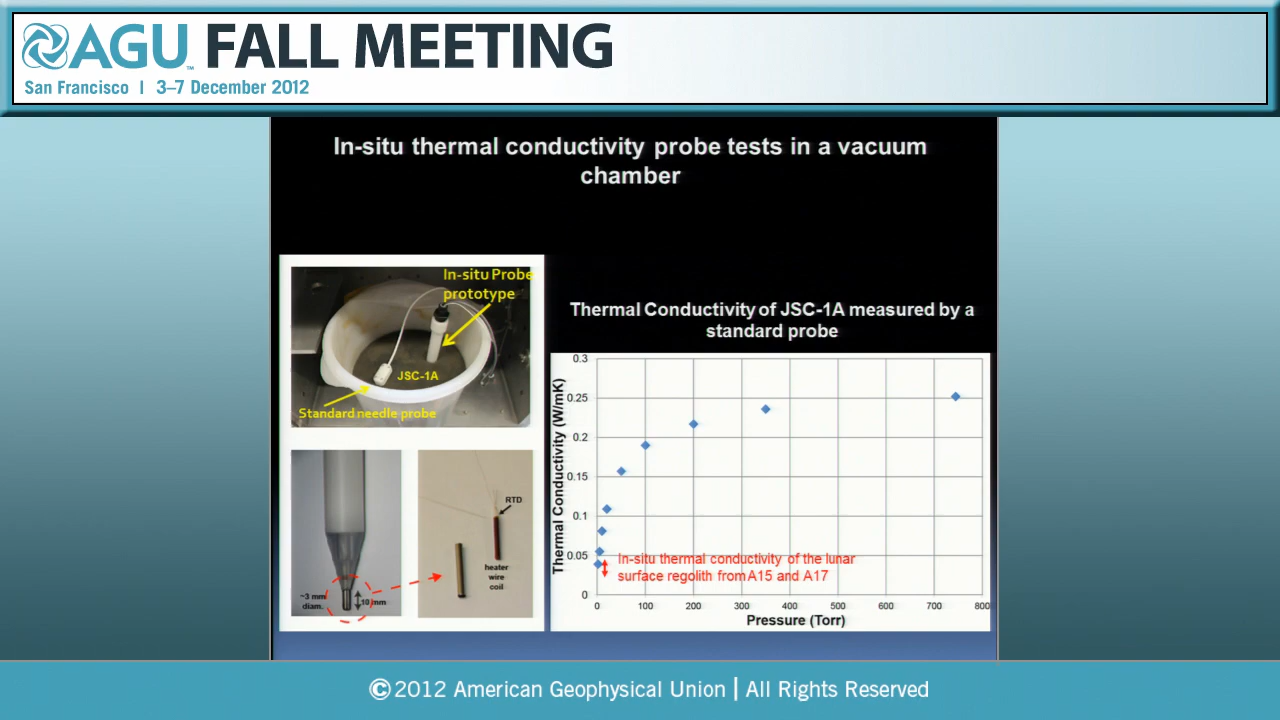 AGU™ FALL MEETING
San Francisco | 3–7 December 2012
In-situ thermal conductivity probe tests in a vacuum
chamber
In-situ Probe
prototype
JSC-1A
Standard needle probe
~3 mm
diam.
10 mm
RTD
heater
wire
coil
Thermal Conductivity of JSC-1A measured by a
standard probe
Thermal Conductivity (W/mK)
0.3
0.25
0.2
0.15
0.1
0.05
0
In-situ thermal conductivity of the lunar
surface regolith from A15 and A17
0 100 200 300 400 500 600 700 800
Pressure (Torr)
©2012 American Geophysical Union | All Rights Reserved